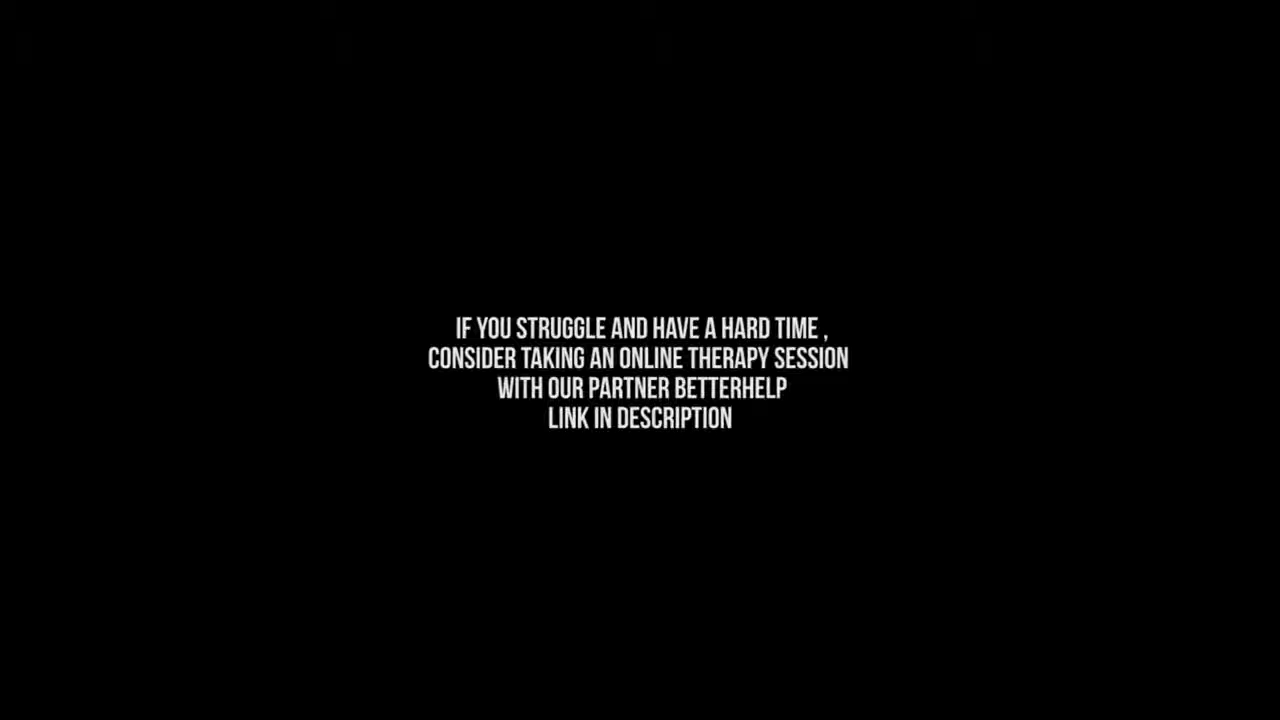 IF YOU STRUGGLE AND HAVE A HARD TIME ,
CONSIDER TAKING AN ONLINE THERAPY SESSION
WITH OUR PARTNER BETTERHELP
LINK IN DESCRIPTION